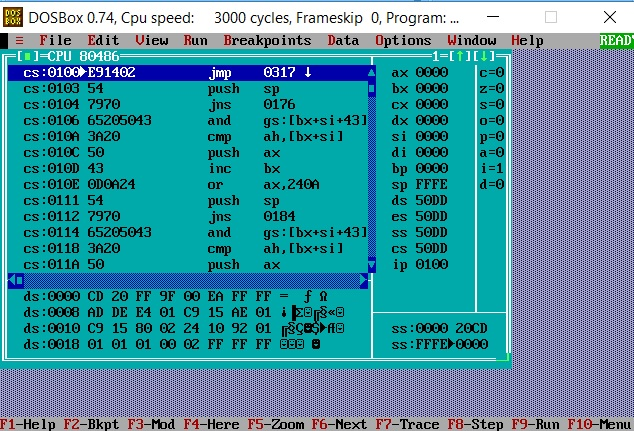 DOSBox 0.74, Cpu speed: 3000 cycles, Frameskip 0, Program: ...
≡ File Edit View Run Breakpoints Data Options Window Help READY
[■]=CPU 80486 1=[↑][↓]
cs:0100►E91402 jmp 0317 ↓ ax 0000 c=0
cs:0103 54 push sp bx 0000 z=0
cs:0104 7970 jns 0176 cx 0000 s=0
cs:0106 65205043 and gs:[bx+si+43] dx 0000 o=0
cs:010A 3A20 cmp ah,[bx+si] si 0000 p=0
cs:010C 50 push ax di 0000 a=0
cs:010D 43 inc bx bp 0000 i=1
cs:010E 0D0A24 or ax,240A sp FFFE d=0
cs:0111 54 push sp ds 50DD
cs:0112 7970 jns 0184 es 50DD
cs:0114 65205043 and gs:[bx+si+43] ss 50DD
cs:0118 3A20 cmp ah,[bx+si] cs 50DD
cs:011A 50 push ax ip 0100
ds:0000 CD 20 FF 9F 00 EA FF FF = ƒ Ω
ds:0008 AD DE E4 01 C9 15 AE 01 ¡▐Σ☺╔§«☺
ds:0010 C9 15 80 02 24 10 92 01 ╔§Ç☻$►Æ☺ ss:0000 20CD
ds:0018 01 01 01 00 02 FF FF FF ☺☺☺ ☻ ss:FFFE►0000
F1-Help F2-Bkpt F3-Mod F4-Here F5-Zoom F6-Next F7-Trace F8-Step F9-Run F10-Menu